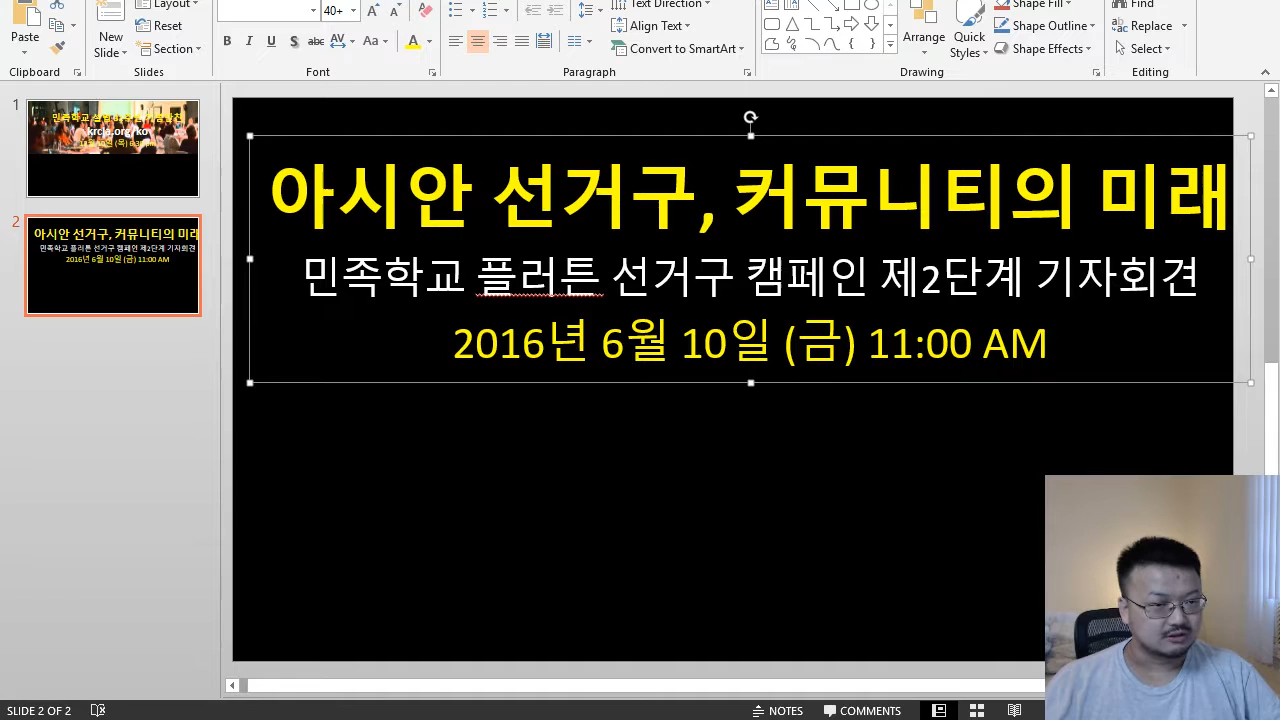 Layout
Text Direction
Shape Fill
Find
40+
Paste
New
Slide
Reset
Section
B I U S abc AV Aa A
Align Text
Convert to SmartArt
Arrange
Quick
Styles
Shape Outline
Shape Effects
Replace
Select
Clipboard
Slides
Font
Paragraph
Drawing
Editing
1
krcla.org/ko
2
아시안 선거구, 커뮤니티의 미래
민족학교 플러튼 선거구 캠페인 제2단계 기자회견
2016년 6월 10일 (금) 11:00 AM
아시안 선거구, 커뮤니티의 미래
민족학교 플러튼 선거구 캠페인 제2단계 기자회견
2016년 6월 10일 (금) 11:00 AM
SLIDE 2 OF 2
NOTES
COMMENTS